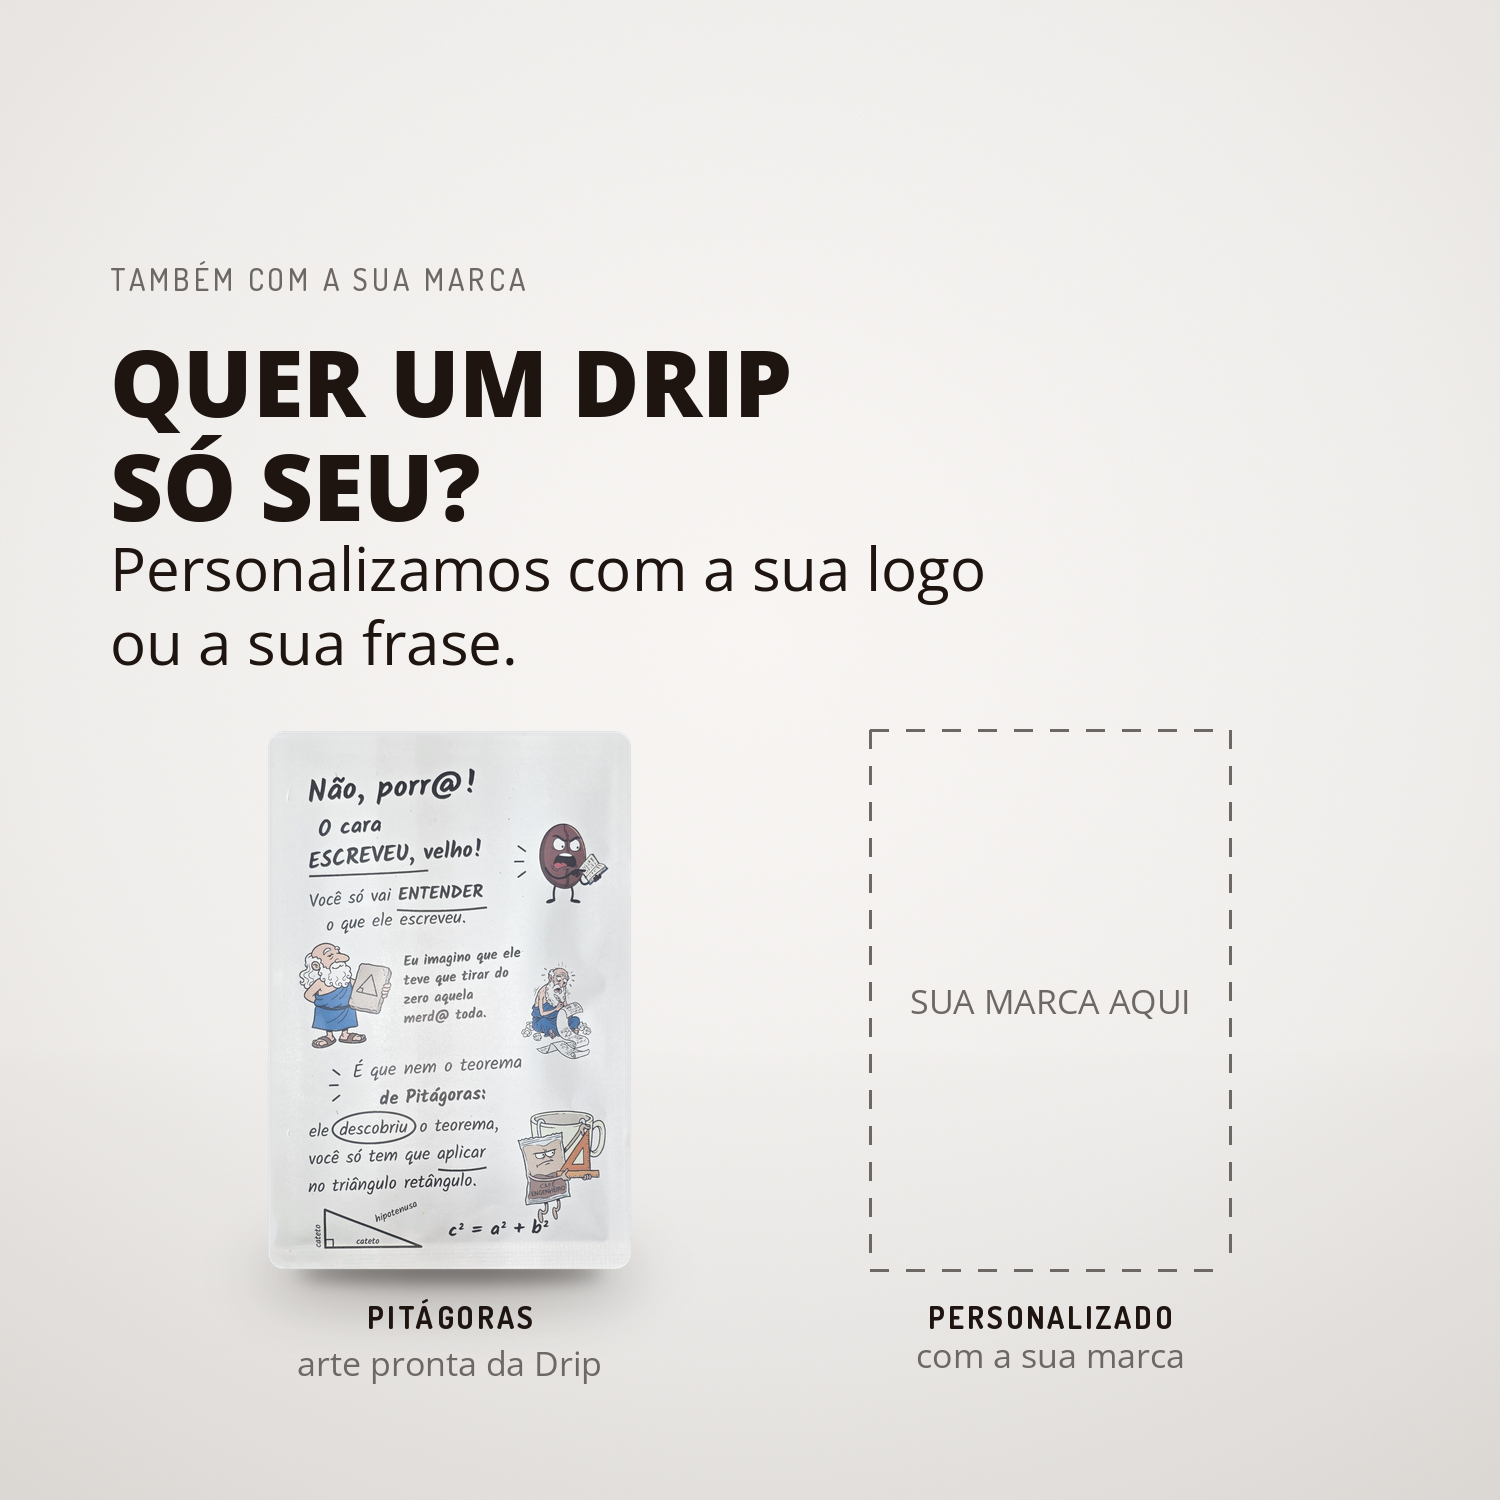 TAMBÉM COM A SUA MARCA
QUER UM DRIP
SÓ SEU?
Personalizamos com a sua logo
ou a sua frase.
Não, porr@!
O cara
ESCREVEU, velho!
Você só vai ENTENDER
o que ele escreveu.
Eu imagino que ele
teve que tirar do
zero aquela
merd@ toda.
É que nem o teorema
de Pitágoras:
ele descobriu o teorema,
você só tem que aplicar
no triângulo retângulo.
CAFÉ
ENGENHEIRO
hipotenusa
cateto
cateto
c² = a² + b²
SUA MARCA AQUI
PITÁGORAS
arte pronta da Drip
PERSONALIZADO
com a sua marca